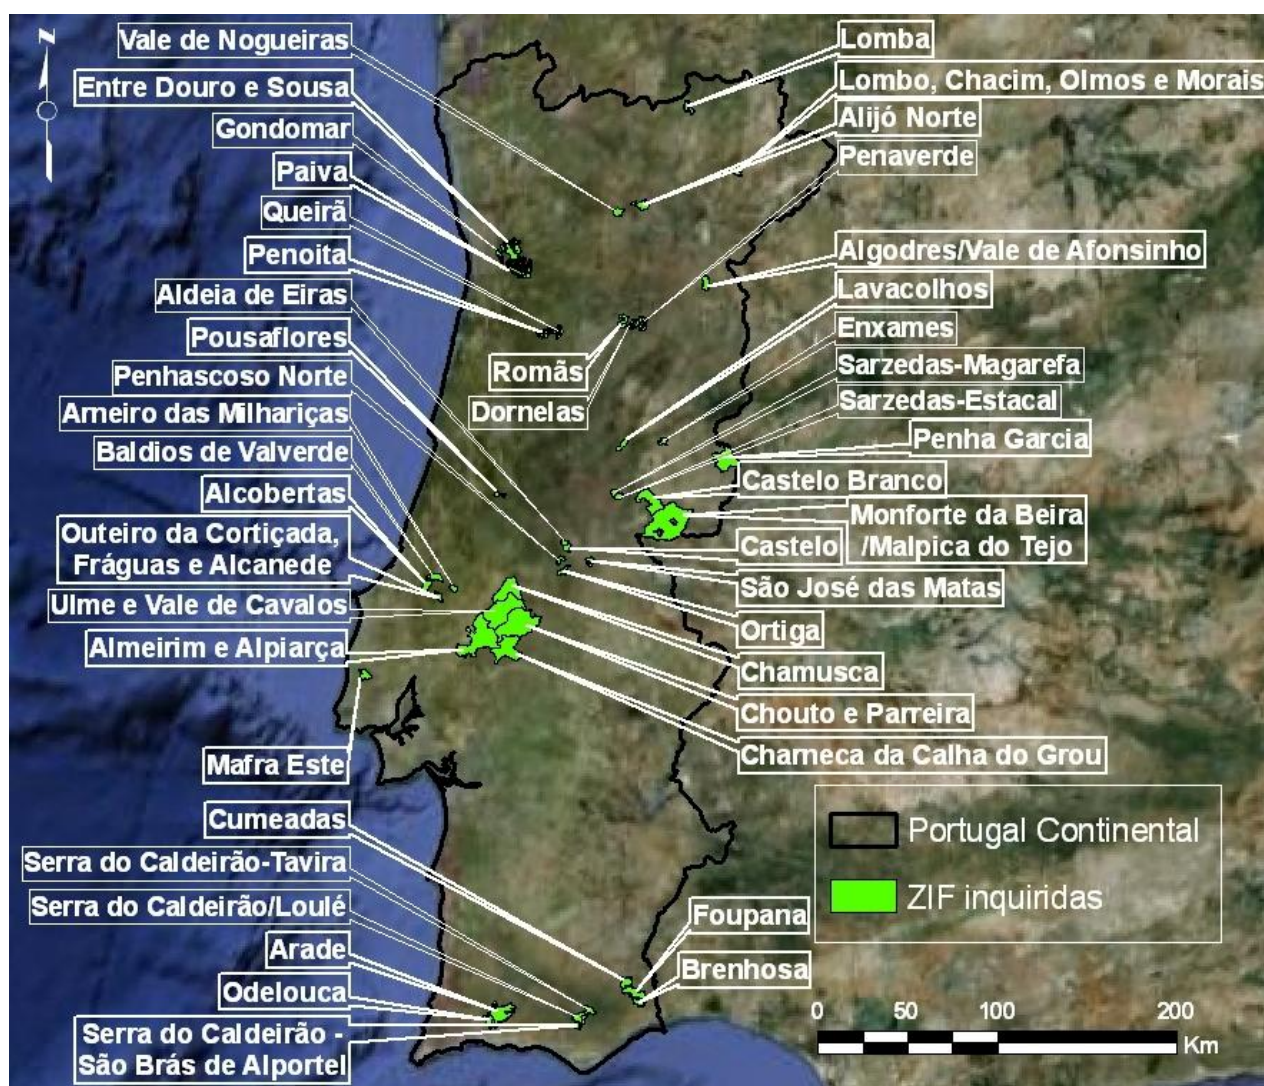 N
Vale de Nogueiras
Entre Douro e Sousa
Gondomar
Paiva
Queirã
Penoita
Aldeia de Eiras
Pousaflores
Penhascoso Norte
Arneiro das Milhariças
Baldios de Valverde
Alcobertas
Outeiro da Cortiçada,
Fráguas e Alcanede
Ulme e Vale de Cavalos
Almeirim e Alpiarça
Mafra Este
Cumeadas
Serra do Caldeirão-Tavira
Serra do Caldeirão/Loulé
Arade
Odelouca
Serra do Caldeirão -
São Brás de Alportel
Romãs
Dornelas
Lomba
Lombo, Chacim, Olmos e Morais
Alijó Norte
Penaverde
Algodres/Vale de Afonsinho
Lavacolhos
Enxames
Sarzedas-Magarefa
Sarzedas-Estacal
Penha Garcia
Castelo Branco
Monforte da Beira
/Malpica do Tejo
Castelo
São José das Matas
Ortiga
Chamusca
Chouto e Parreira
Charneca da Calha do Grou
Foupana
Brenhosa
Portugal Continental
ZIF inquiridas
0 50 100 200
Km